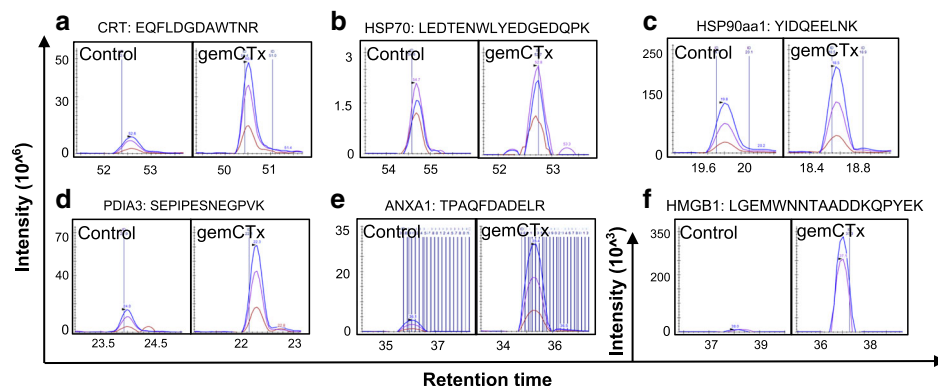 a
CRT: EQFLDGDAWTNR
Control
gemCTx
50
30
0
52
53
50
51
b
HSP70: LEDTENWLYEDGEDQPK
Control
gemCTx
3
1.5
0
54
55
52
53
c
HSP90aa1: YIDQEELNK
Control
gemCTx
250
150
0
19.6
20
18.4
18.8
d
PDIA3: SEPIPESNEGPVK
Control
gemCTx
70
40
0
23.5
24.5
22
23
e
ANXA1: TPAQFDADELR
Control
gemCTx
35
20
0
35
37
34
36
f
HMGB1: LGEMWNNTAADDKQPYEK
Control
gemCTx
350
200
0
37
39
36
38
Intensity (10^6)
Intensity (10^3)
Retention time